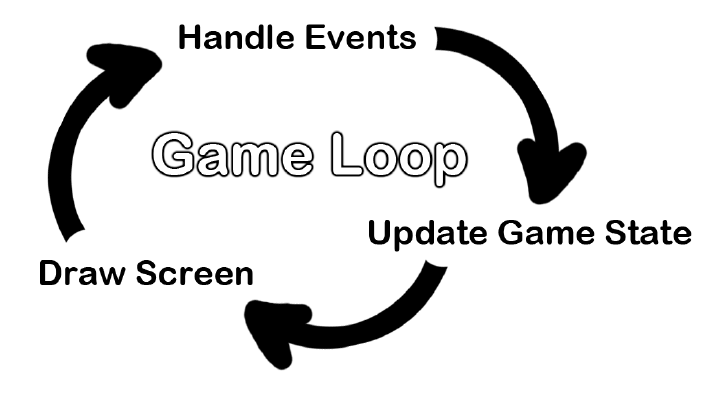 Handle Events
Game Loop
Update Game State
Draw Screen